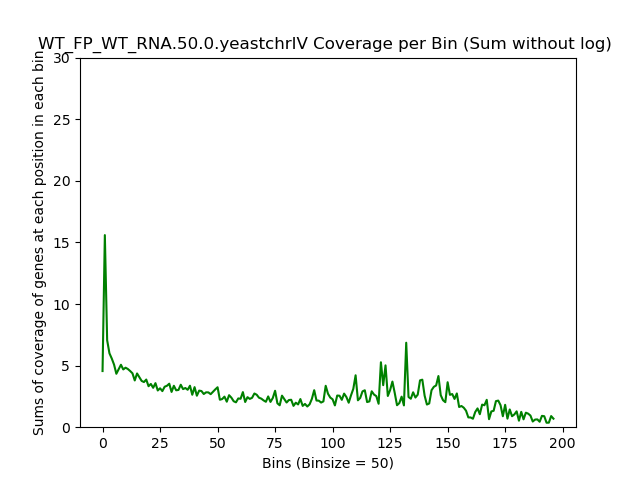 WT_FP_WT_RNA.50.0.yeastchrIV Coverage per Bin (Sum without log)
Sums of coverage of genes at each position in each bin
30
25
20
15
10
5
0
0 25 50 75 100 125 150 175 200
Bins (Binsize = 50)